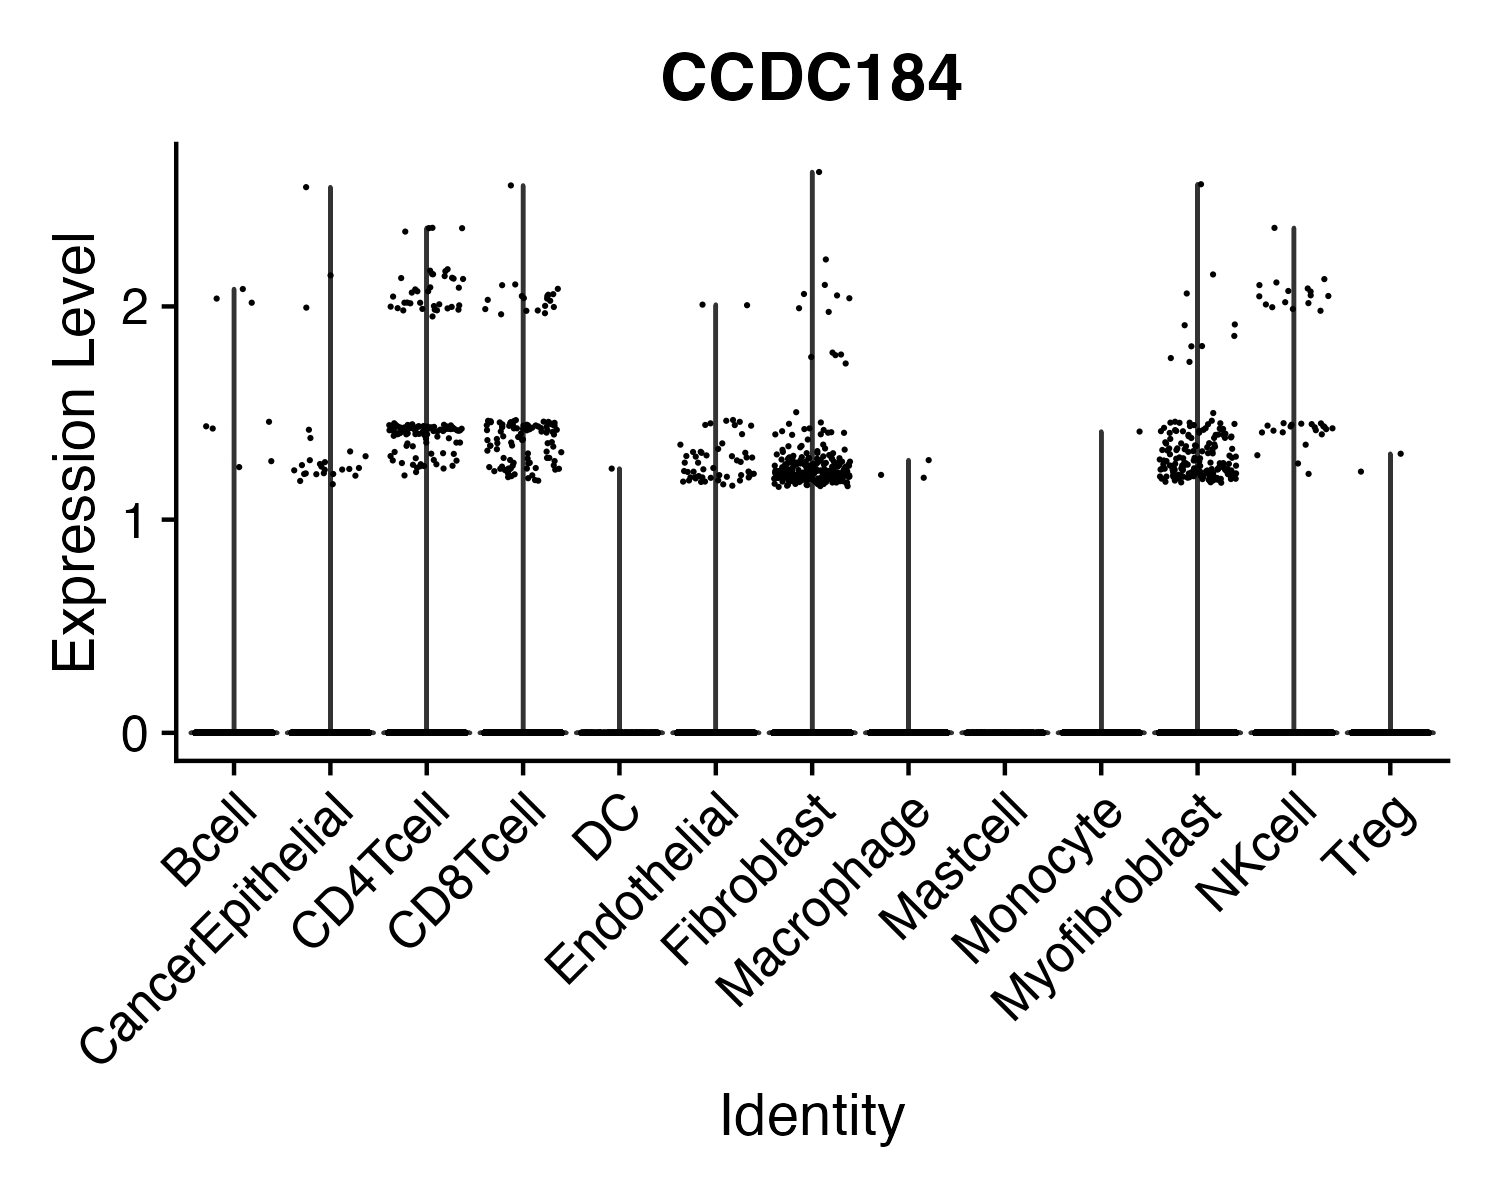 CCDC184
Expression Level
2
1
0
Bcell
CancerEpithelial
CD4Tcell
CD8Tcell
DC
Endothelial
Fibroblast
Macrophage
Mastcell
Monocyte
Myofibroblast
NKcell
Treg
Identity